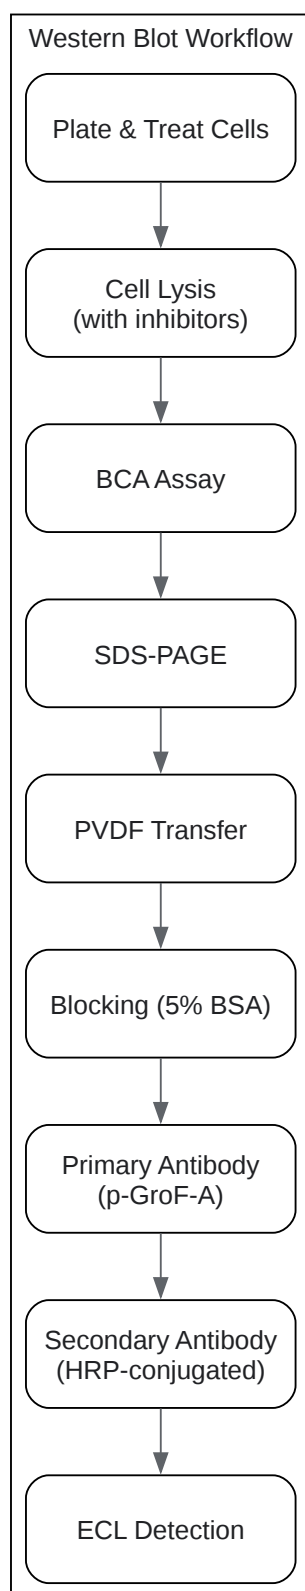 Western Blot Workflow
Plate & Treat Cells
Cell Lysis
(with inhibitors)
BCA Assay
SDS-PAGE
PVDF Transfer
Blocking (5% BSA)
Primary Antibody
(p-GroF-A)
Secondary Antibody
(HRP-conjugated)
ECL Detection